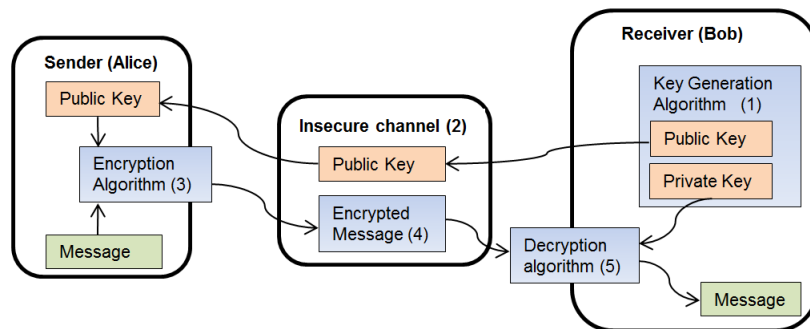 Sender (Alice)
Public Key
Encryption
Algorithm (3)
Message
Insecure channel (2)
Public Key
Encrypted
Message (4)
Receiver (Bob)
Key Generation
Algorithm (1)
Public Key
Private Key
Decryption
algorithm (5)
Message